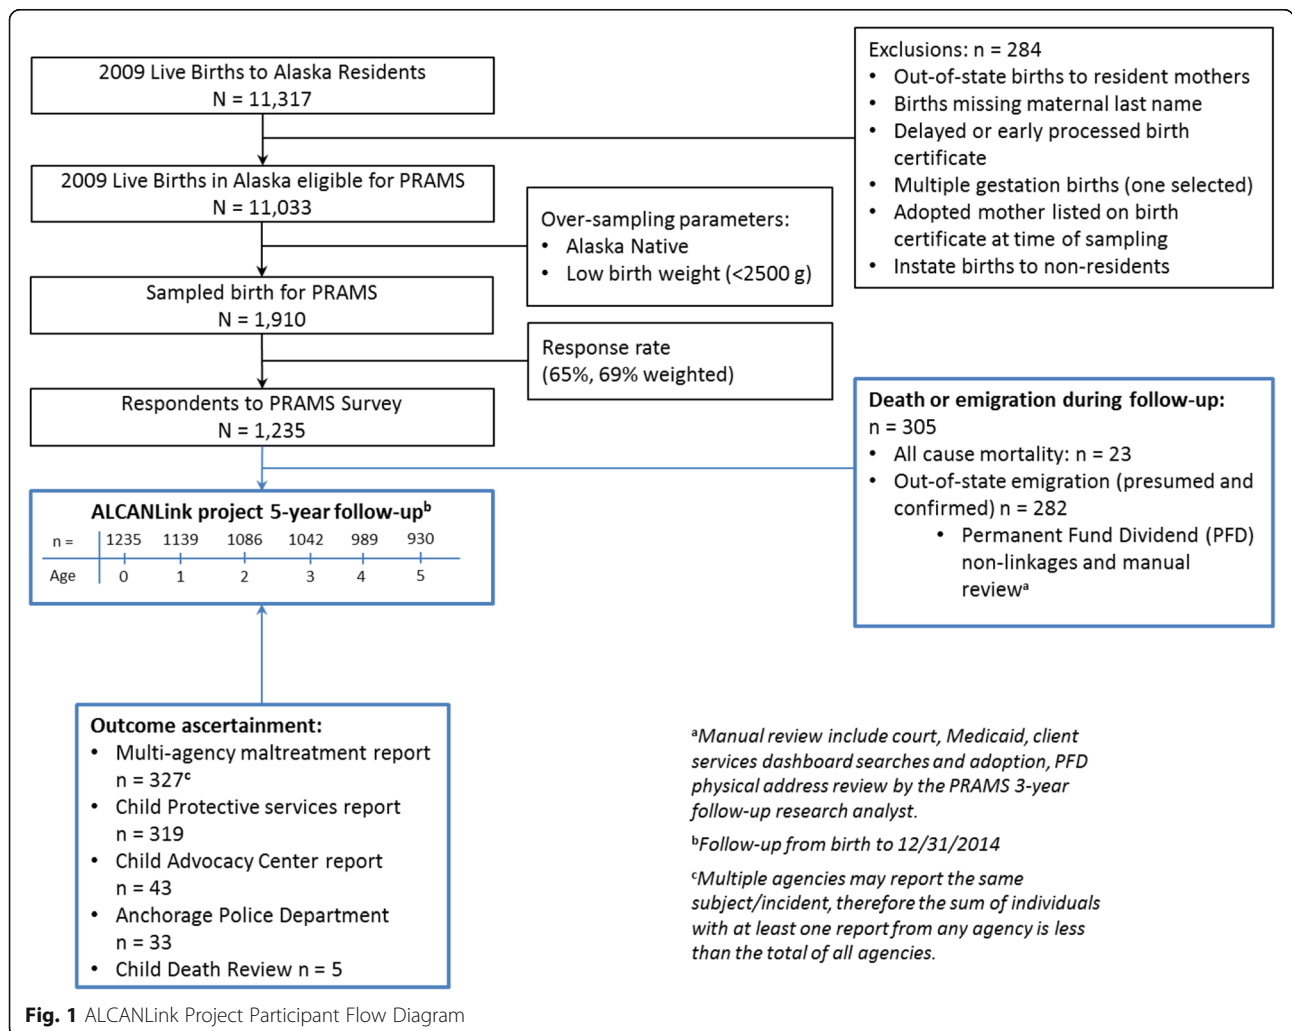 2009 Live Births to Alaska Residents
N = 11,317
Exclusions: n = 284
• Out-of-state births to resident mothers
• Births missing maternal last name
• Delayed or early processed birth
certificate
• Multiple gestation births (one selected)
• Adopted mother listed on birth
certificate at time of sampling
• Instate births to non-residents
2009 Live Births in Alaska eligible for PRAMS
N = 11,033
Over-sampling parameters:
• Alaska Native
• Low birth weight (<2500 g)
Sampled birth for PRAMS
N = 1,910
Response rate
(65%, 69% weighted)
Respondents to PRAMS Survey
N = 1,235
Death or emigration during follow-up:
n = 305
• All cause mortality: n = 23
• Out-of-state emigration (presumed and
confirmed) n = 282
• Permanent Fund Dividend (PFD)
non-linkages and manual
reviewᵃ
ALCANLink project 5-year follow-upᵇ
n = 1235 1139 1086 1042 989 930
Age 0 1 2 3 4 5
Outcome ascertainment:
• Multi-agency maltreatment report
n = 327ᶜ
• Child Protective services report
n = 319
• Child Advocacy Center report
n = 43
• Anchorage Police Department
n = 33
• Child Death Review n = 5
ᵃManual review include court, Medicaid, client
services dashboard searches and adoption, PFD
physical address review by the PRAMS 3-year
follow-up research analyst.
ᵇFollow-up from birth to 12/31/2014
ᶜMultiple agencies may report the same
subject/incident, therefore the sum of individuals
with at least one report from any agency is less
than the total of all agencies.
Fig. 1 ALCANLink Project Participant Flow Diagram